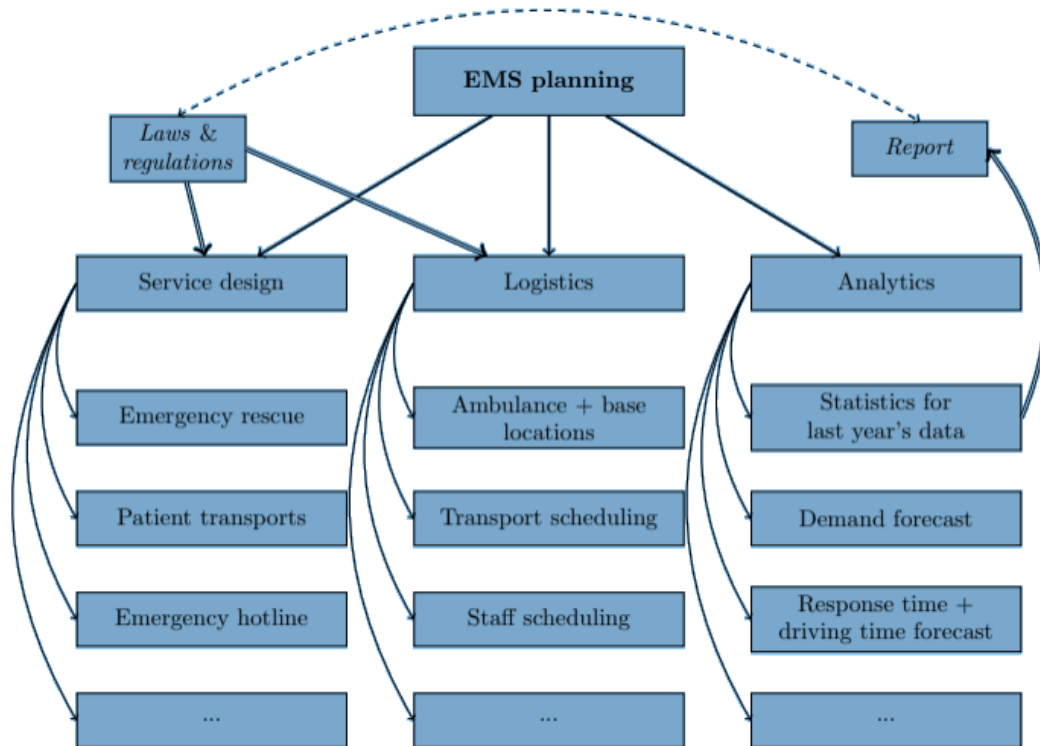 EMS planning
Laws &
regulations
Report
Service design
Logistics
Analytics
Emergency rescue
Ambulance + base
locations
Statistics for
last year's data
Patient transports
Transport scheduling
Demand forecast
Emergency hotline
Staff scheduling
Response time +
driving time forecast
...
...
...